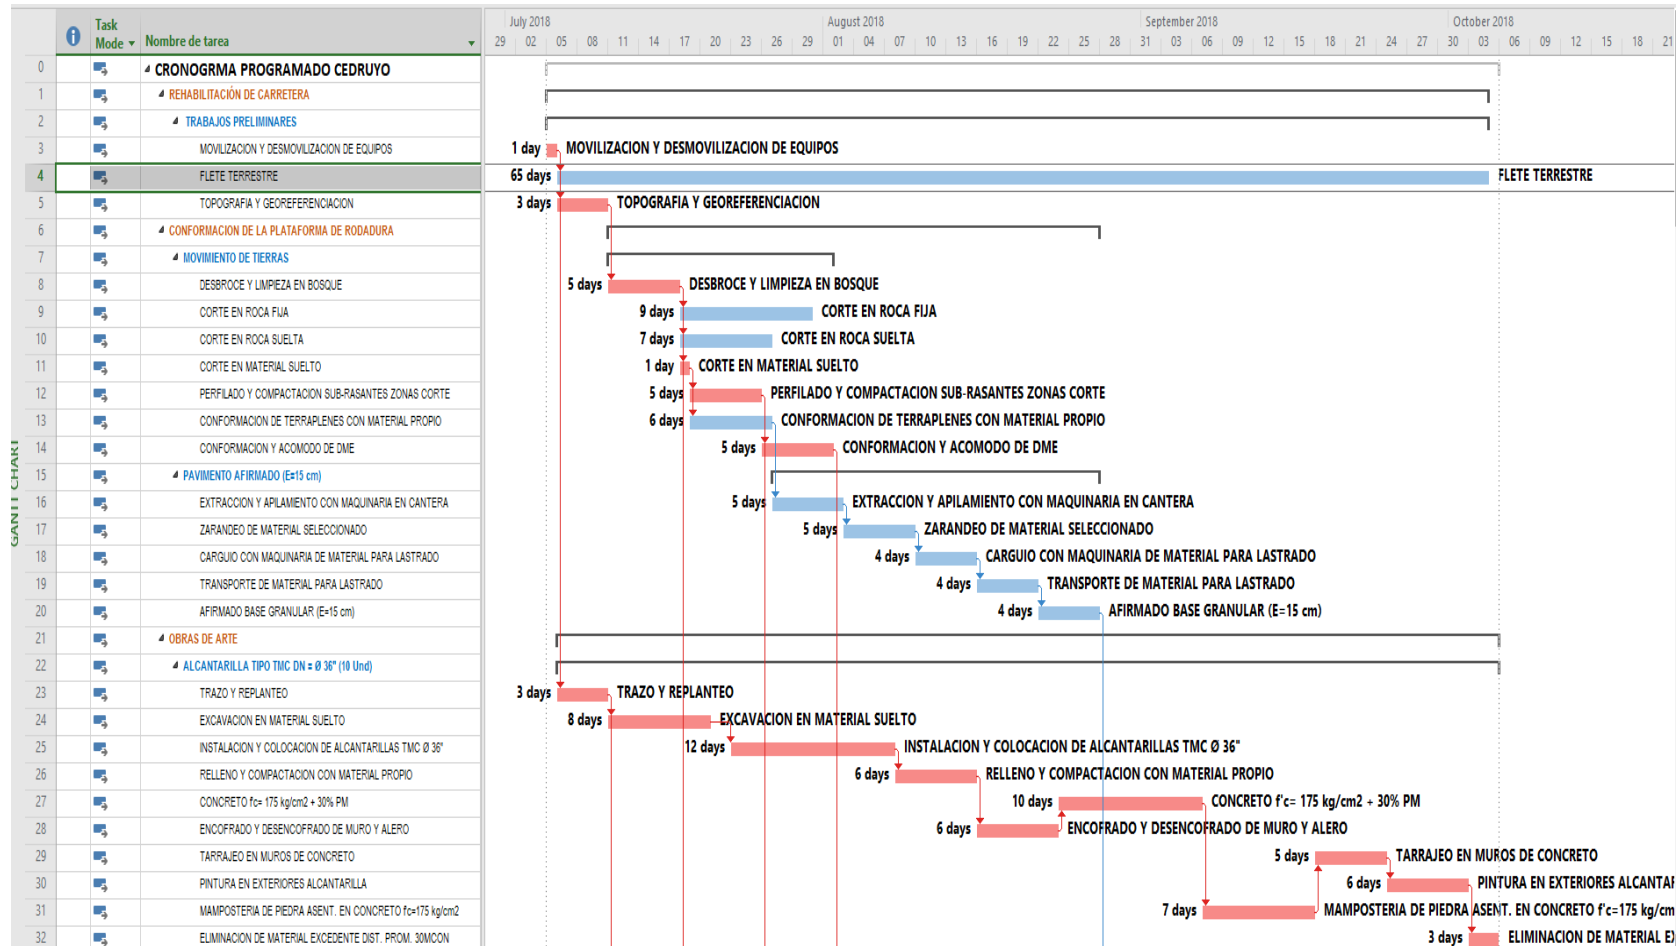 July 2018 August 2018 September 2018 October 2018
Task
Mode Nombre de tarea
29 02 05 08 11 14 17 20 23 26 29 01 04 07 10 13 16 19 22 25 28 31 03 06 09 12 15 18 21 24 27 30 03 06 09 12 15 18 21
0 CRONOGRMA PROGRAMADO CEDRUYO
1 REHABILITACIÓN DE CARRETERA
2 TRABAJOS PRELIMINARES
3 MOVILIZACION Y DESMOVILIZACION DE EQUIPOS 1 day MOVILIZACION Y DESMOVILIZACION DE EQUIPOS
4 FLETE TERRESTRE 65 days FLETE TERRESTRE
5 TOPOGRAFIA Y GEOREFERENCIACION 3 days TOPOGRAFIA Y GEOREFERENCIACION
6 CONFORMACION DE LA PLATAFORMA DE RODADURA
7 MOVIMIENTO DE TIERRAS
8 DESBROCE Y LIMPIEZA EN BOSQUE 5 days DESBROCE Y LIMPIEZA EN BOSQUE
9 CORTE EN ROCA FIJA 9 days CORTE EN ROCA FIJA
10 CORTE EN ROCA SUELTA 7 days CORTE EN ROCA SUELTA
11 CORTE EN MATERIAL SUELTO 1 day CORTE EN MATERIAL SUELTO
12 PERFILADO Y COMPACTACION SUB-RASANTES ZONAS CORTE 5 days PERFILADO Y COMPACTACION SUB-RASANTES ZONAS CORTE
13 CONFORMACION DE TERRAPLENES CON MATERIAL PROPIO 6 days CONFORMACION DE TERRAPLENES CON MATERIAL PROPIO
14 CONFORMACION Y ACOMODO DE DME 5 days CONFORMACION Y ACOMODO DE DME
15 PAVIMENTO AFIRMADO (E=15 cm)
16 EXTRACCION Y APILAMIENTO CON MAQUINARIA EN CANTERA 5 days EXTRACCION Y APILAMIENTO CON MAQUINARIA EN CANTERA
17 ZARANDEO DE MATERIAL SELECCIONADO 5 days ZARANDEO DE MATERIAL SELECCIONADO
18 CARGUIO CON MAQUINARIA DE MATERIAL PARA LASTRADO 4 days CARGUIO CON MAQUINARIA DE MATERIAL PARA LASTRADO
19 TRANSPORTE DE MATERIAL PARA LASTRADO 4 days TRANSPORTE DE MATERIAL PARA LASTRADO
20 AFIRMADO BASE GRANULAR (E=15 cm) 4 days AFIRMADO BASE GRANULAR (E=15 cm)
21 OBRAS DE ARTE
22 ALCANTARILLA TIPO TMC DN = Ø 36" (10 Und)
23 TRAZO Y REPLANTEO 3 days TRAZO Y REPLANTEO
24 EXCAVACION EN MATERIAL SUELTO 8 days EXCAVACION EN MATERIAL SUELTO
25 INSTALACION Y COLOCACION DE ALCANTARILLAS TMC Ø 36" 12 days INSTALACION Y COLOCACION DE ALCANTARILLAS TMC Ø 36"
26 RELLENO Y COMPACTACION CON MATERIAL PROPIO 6 days RELLENO Y COMPACTACION CON MATERIAL PROPIO
27 CONCRETO f'c= 175 kg/cm2 + 30% PM 10 days CONCRETO f'c= 175 kg/cm2 + 30% PM
28 ENCOFRADO Y DESENCOFRADO DE MURO Y ALERO 6 days ENCOFRADO Y DESENCOFRADO DE MURO Y ALERO
29 TARRAJEO EN MUROS DE CONCRETO 5 days TARRAJEO EN MUROS DE CONCRETO
30 PINTURA EN EXTERIORES ALCANTARILLA 6 days PINTURA EN EXTERIORES ALCANTAR
31 MAMPOSTERIA DE PIEDRA ASENT. EN CONCRETO f'c=175 kg/cm2 7 days MAMPOSTERIA DE PIEDRA ASENT. EN CONCRETO f'c=175 kg/cm
32 ELIMINACION DE MATERIAL EXCEDENTE DIST. PROM. 30MCON 3 days ELIMINACION DE MATERIAL EX
GANTT CHART